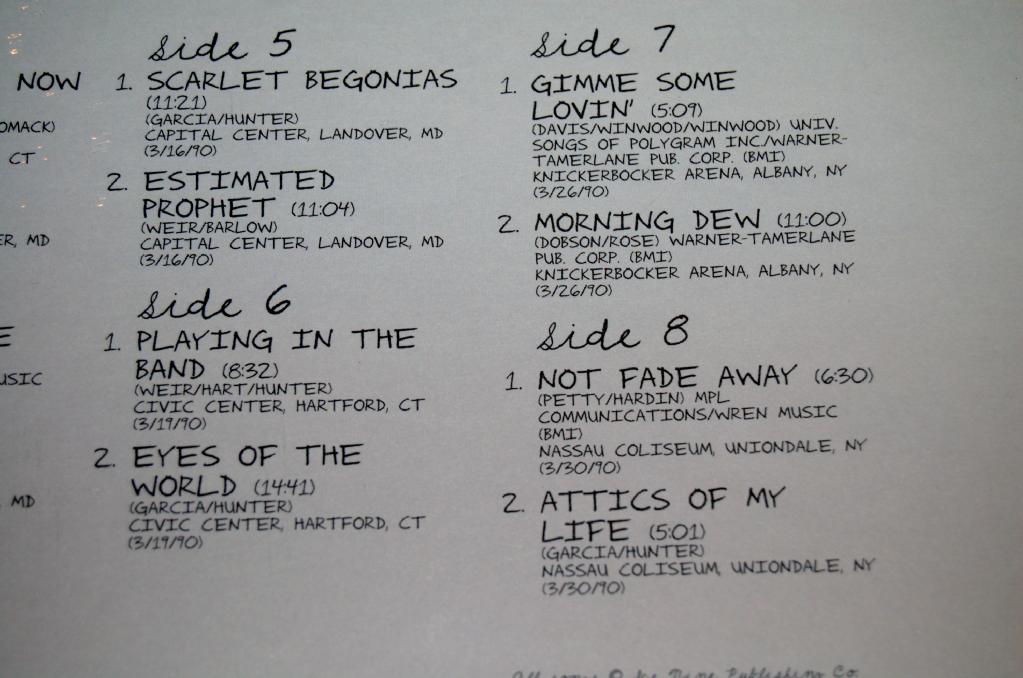 NOW
OMACK)
CT
ER, MD
E
USIC
MD
Side 5
1. SCARLET BEGONIAS
(11:21)
(GARCIA/HUNTER)
CAPITAL CENTER, LANDOVER, MD
(3/16/90)
2. ESTIMATED
PROPHET (11:04)
(WEIR/BARLOW)
CAPITAL CENTER, LANDOVER, MD
(3/16/90)
Side 6
1. PLAYING IN THE
BAND (8:32)
(WEIR/HART/HUNTER)
CIVIC CENTER, HARTFORD, CT
(3/19/90)
2. EYES OF THE
WORLD (14:41)
(GARCIA/HUNTER)
CIVIC CENTER, HARTFORD, CT
(3/19/90)
Side 7
1. GIMME SOME
LOVIN' (5:09)
(DAVIS/WINWOOD/WINWOOD) UNIV.
SONGS OF POLYGRAM INC./WARNER-
TAMERLANE PUB. CORP. (BMI)
KNICKERBOCKER ARENA, ALBANY, NY
(3/26/90)
2. MORNING DEW (11:00)
(DOBSON/ROSE) WARNER-TAMERLANE
PUB. CORP. (BMI)
KNICKERBOCKER ARENA, ALBANY, NY
(3/26/90)
Side 8
1. NOT FADE AWAY (6:30)
(PETTY/HARDIN) MPL
COMMUNICATIONS/WREN MUSIC
(BMI)
NASSAU COLISEUM, UNIONDALE, NY
(3/30/90)
2. ATTICS OF MY
LIFE (5:01)
(GARCIA/HUNTER)
NASSAU COLISEUM, UNIONDALE, NY
(3/30/90)
All songs © Ice Nine Publishing Co.